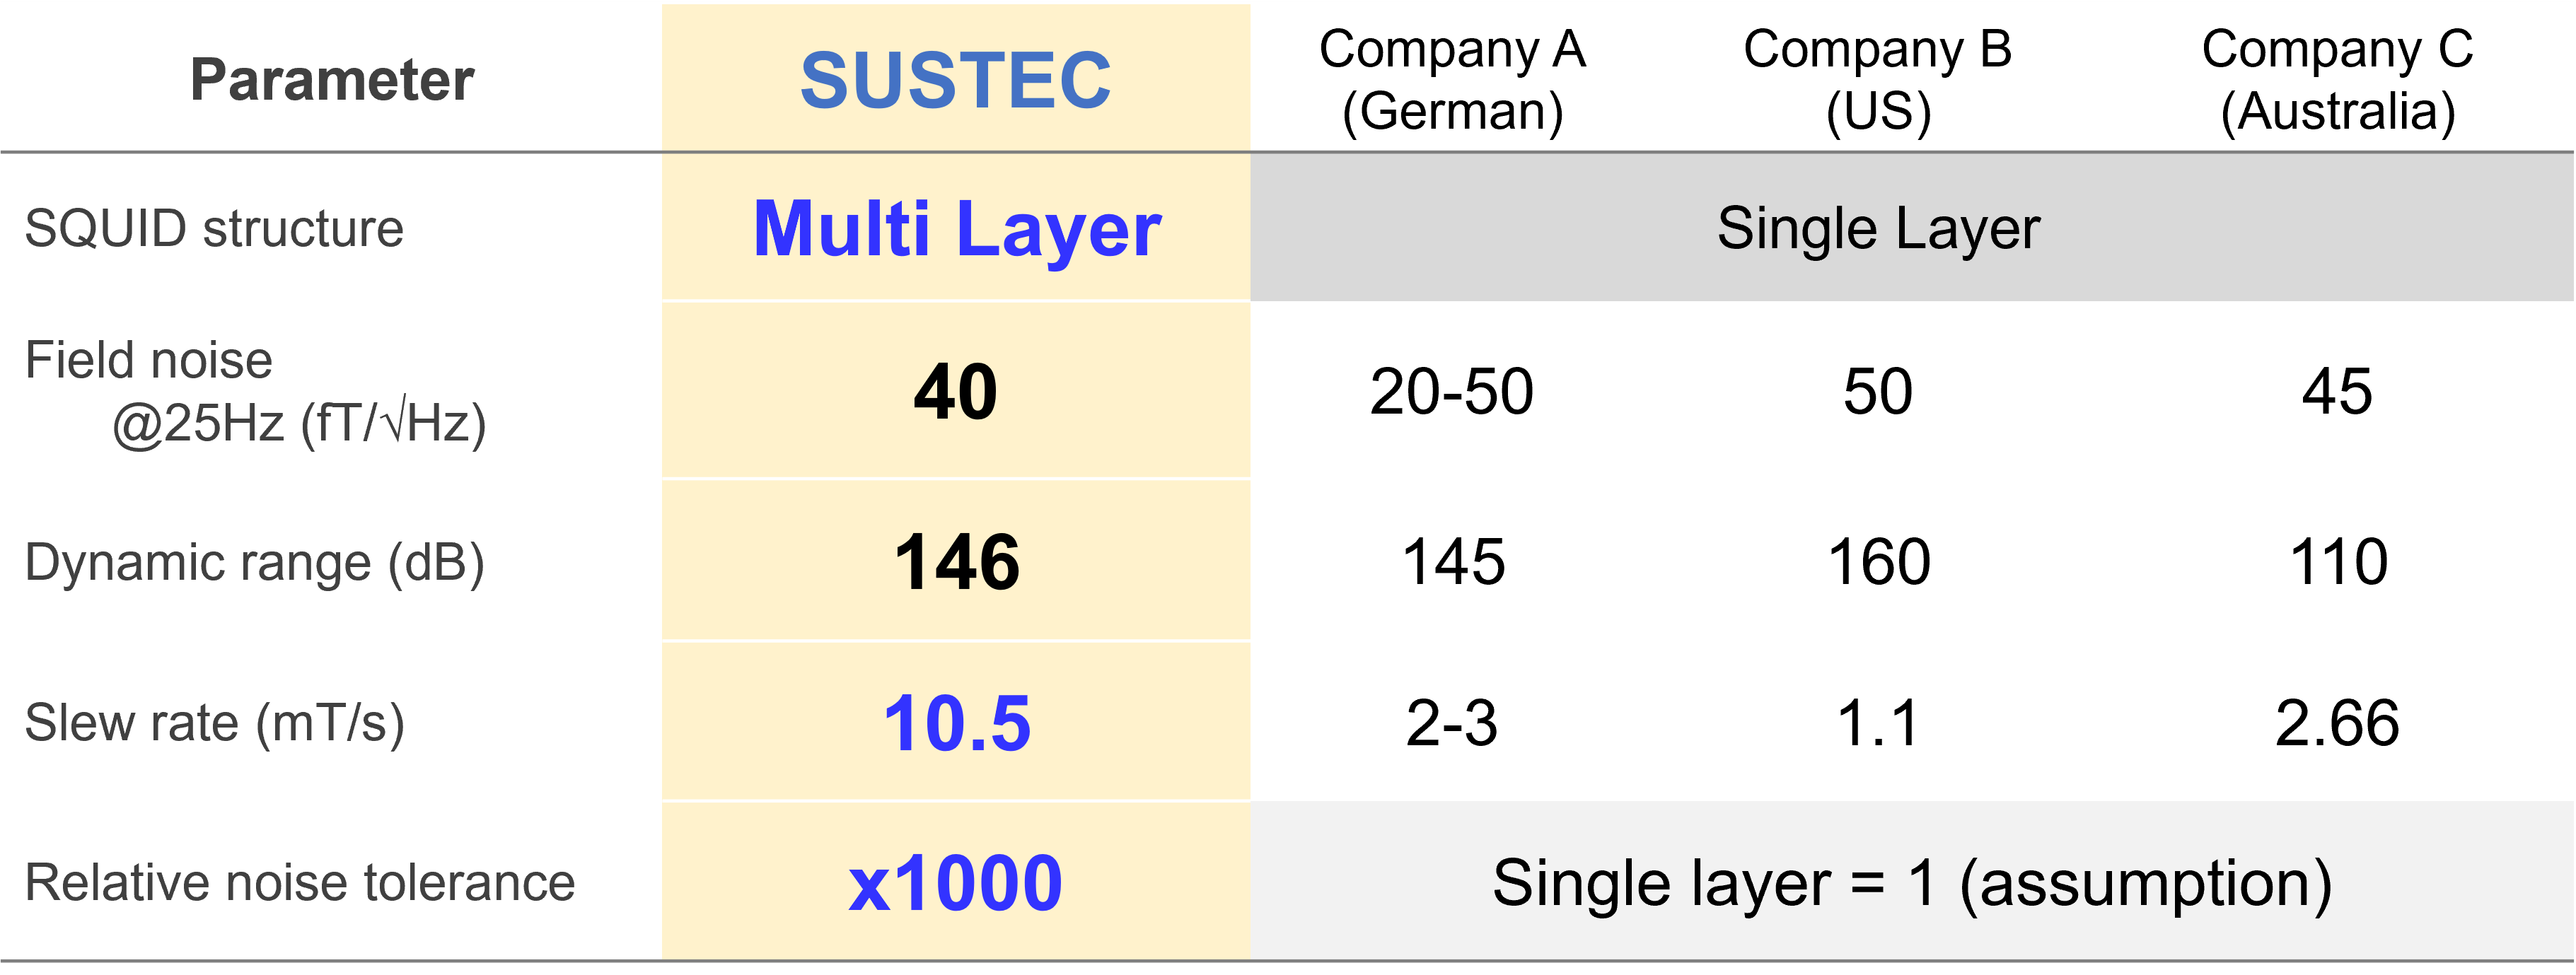 Parameter SUSTEC Company A (German) Company B (US) Company C (Australia)
SQUID structure Multi Layer Single Layer
Field noise @25Hz (fT/√Hz) 40 20-50 50 45
Dynamic range (dB) 146 145 160 110
Slew rate (mT/s) 10.5 2-3 1.1 2.66
Relative noise tolerance x1000 Single layer = 1 (assumption)